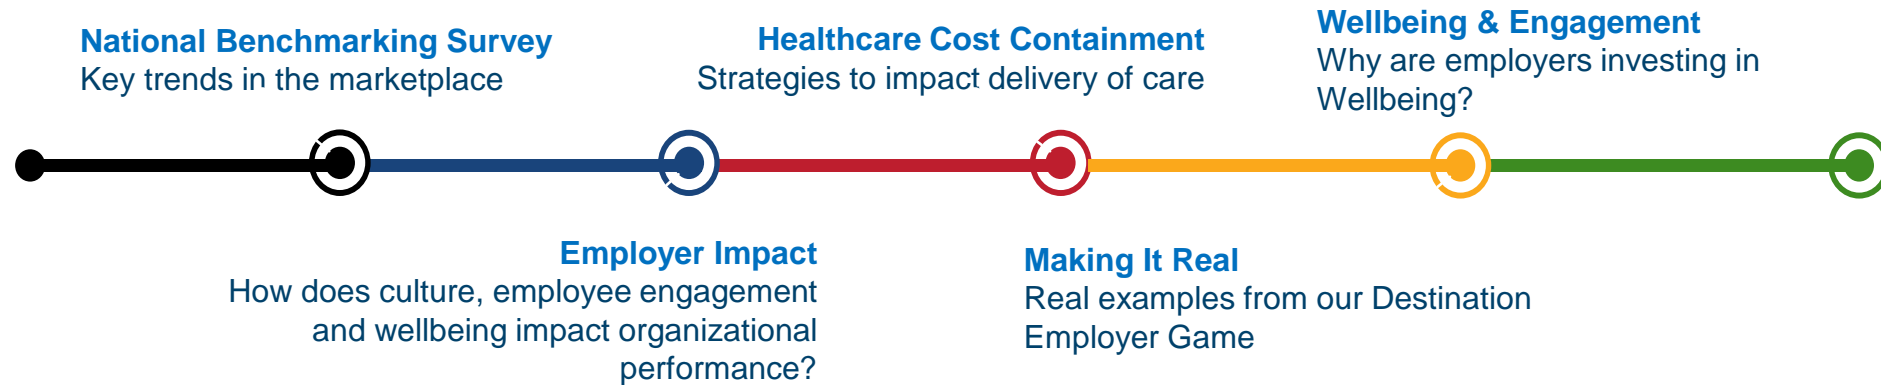 National Benchmarking Survey
Key trends in the marketplace
Employer Impact
How does culture, employee engagement
and wellbeing impact organizational
performance?
Healthcare Cost Containment
Strategies to impact delivery of care
Making It Real
Real examples from our Destination
Employer Game
Wellbeing & Engagement
Why are employers investing in
Wellbeing?